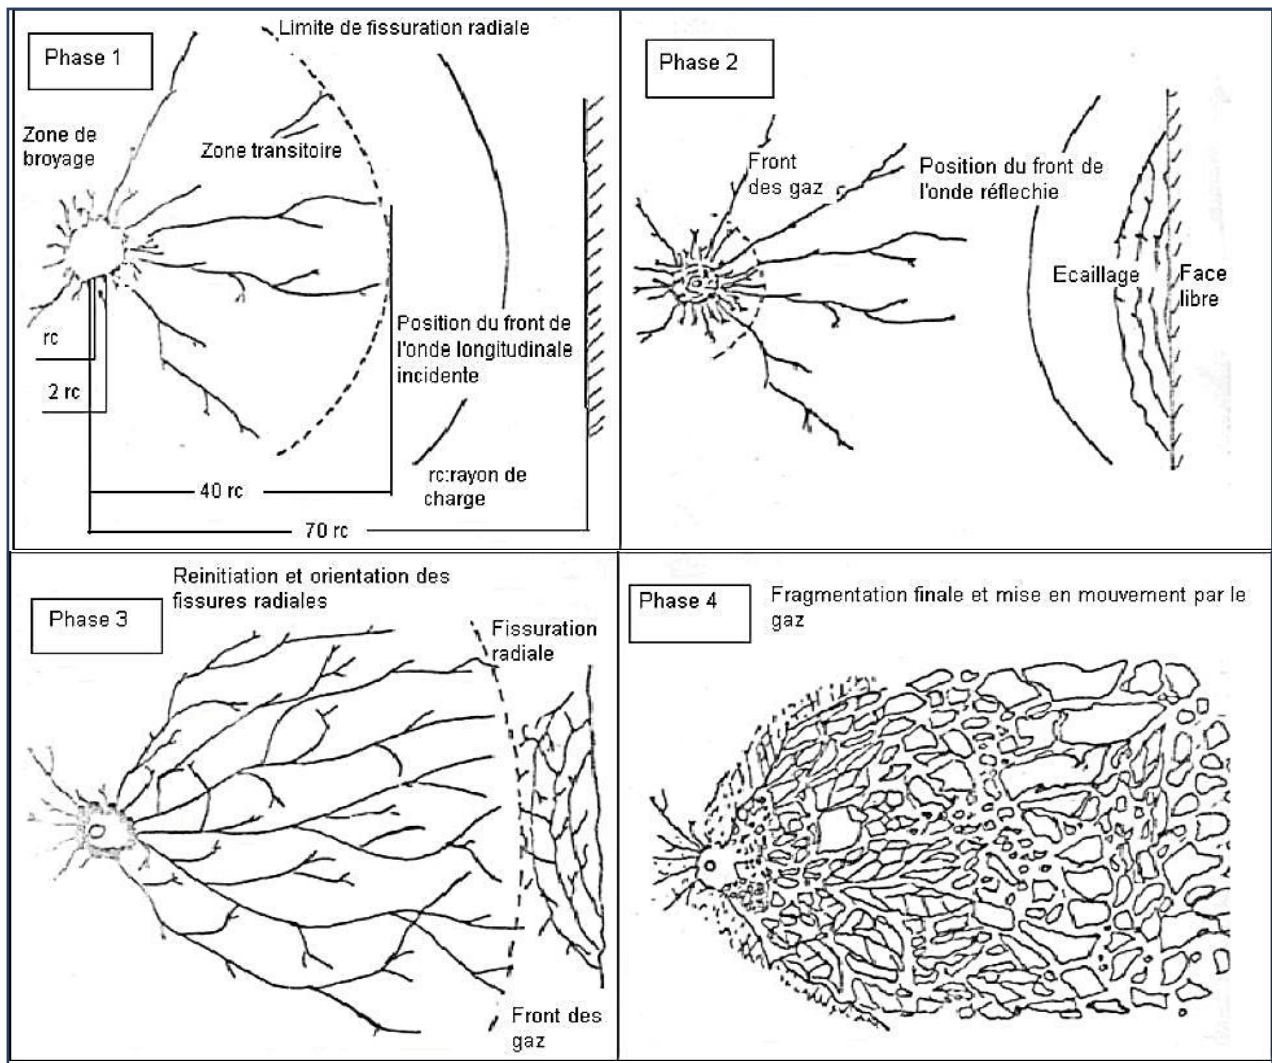 Limite de fissuration radiale
Phase 1
Zone de
broyage
Zone transitoire
rc
2 rc
Position du front de
l'onde longitudinale
incidente
rc:rayon de
charge
40 rc
70 rc
Phase 2
Front
des gaz
Position du front de
l'onde réflechie
Ecaillage
Face
libre
Reinitiation et orientation des
fissures radiales
Phase 3
Fissuration
radiale
Front des
gaz
Phase 4
Fragmentation finale et mise en mouvement par le
gaz